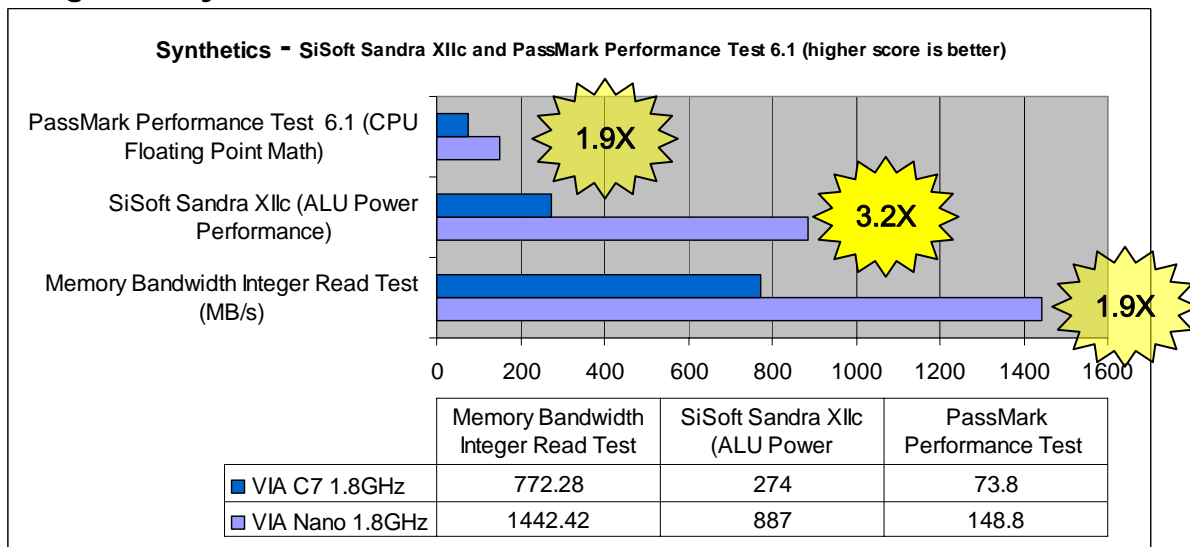 Synthetics - SiSoft Sandra XIIc and PassMark Performance Test 6.1 (higher score is better)
PassMark Performance Test 6.1 (CPU
Floating Point Math)
1.9X
SiSoft Sandra XIIc (ALU Power
Performance)
3.2X
Memory Bandwidth Integer Read Test
(MB/s)
1.9X
0 200 400 600 800 1000 1200 1400 1600
Memory Bandwidth
Integer Read Test
SiSoft Sandra XIIc
(ALU Power
PassMark
Performance Test
VIA C7 1.8GHz 772.28 274 73.8
VIA Nano 1.8GHz 1442.42 887 148.8